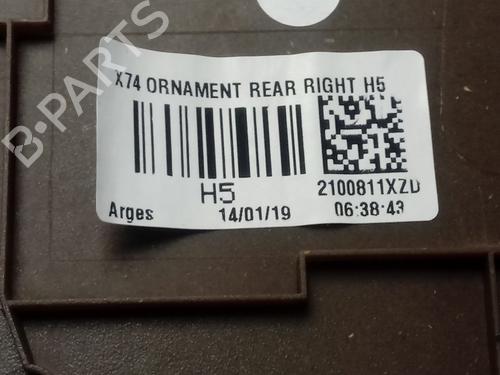 X74 ORNAMENT REAR RIGHT H5
H5
2100811XZD
Arges
14/01/19
06:38:43
B-PARTS